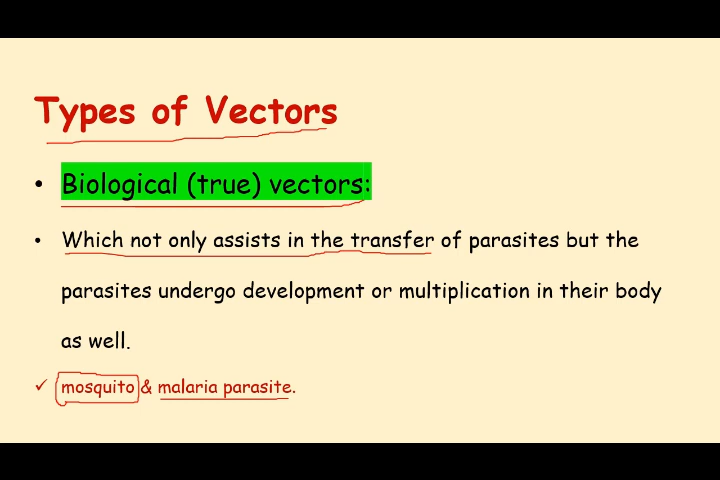 Types of Vectors
• Biological (true) vectors:
• Which not only assists in the transfer of parasites but the
parasites undergo development or multiplication in their body
as well.
✓ mosquito & malaria parasite.